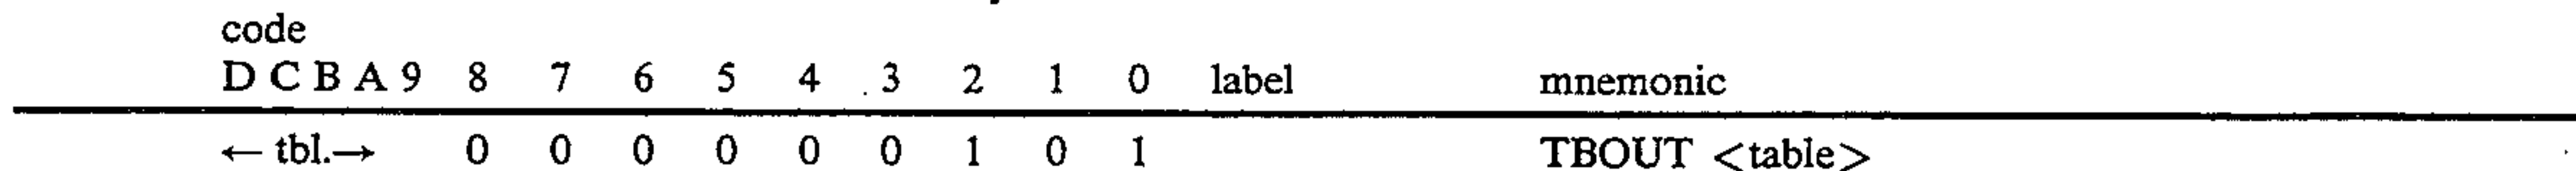 code
D C B A 9 8 7 6 5 4 3 2 1 0 label mnemonic
← tbl.→ 0 0 0 0 0 0 1 0 1 TBOUT <table>